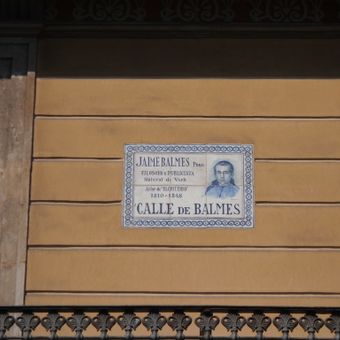 JAIME BALMES Pbro.
FILOSOFO Y PUBLICISTA
Natural de Vich
Autor de "EL CRITERIO"
1810-1848
CALLE DE BALMES